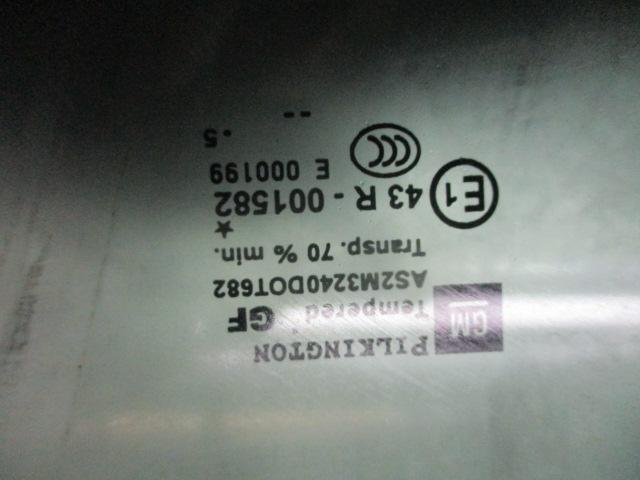 PILKINGTON
GM Tempered GF
AS2M3240DOT682
Transp. 70 % min.
★
E1 43 R - 001582
CCC E 000199
. 5
--